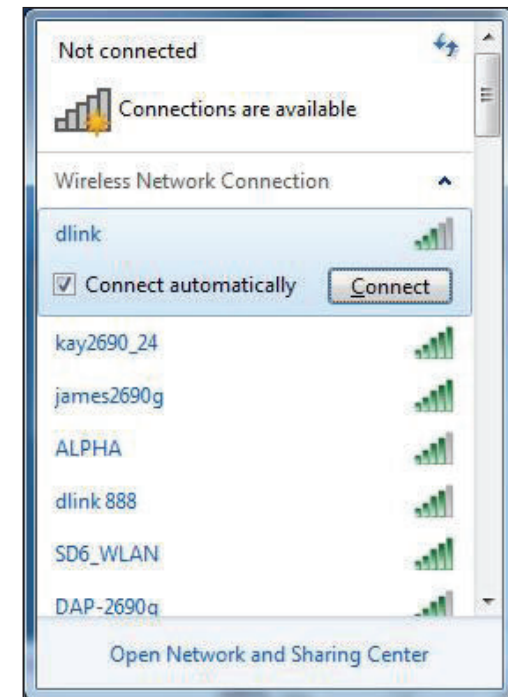 Not connected
Connections are available
Wireless Network Connection
dlink
Connect automatically Connect
kay2690_24
james2690g
ALPHA
dlink 888
SD6_WLAN
DAP-2690g
Open Network and Sharing Center